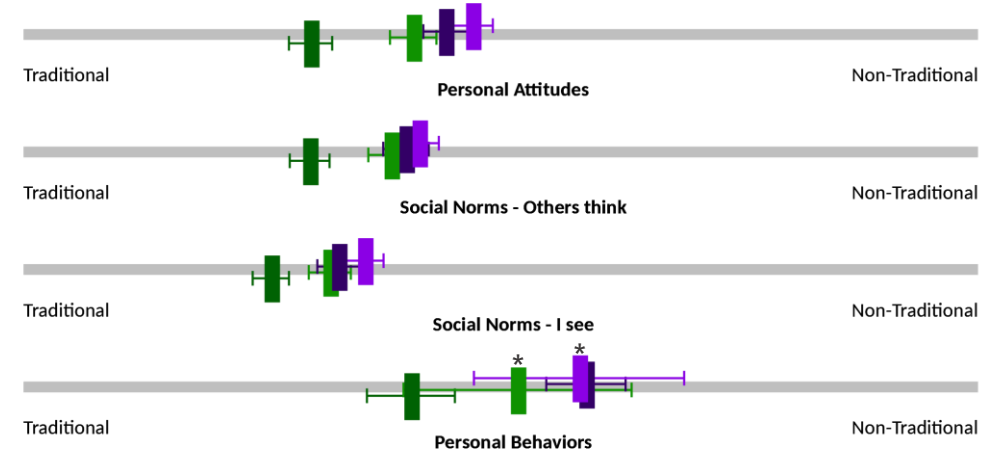 Traditional Non-Traditional
Personal Attitudes
Traditional Non-Traditional
Social Norms - Others think
Traditional Non-Traditional
Social Norms - I see
* *
Traditional Non-Traditional
Personal Behaviors